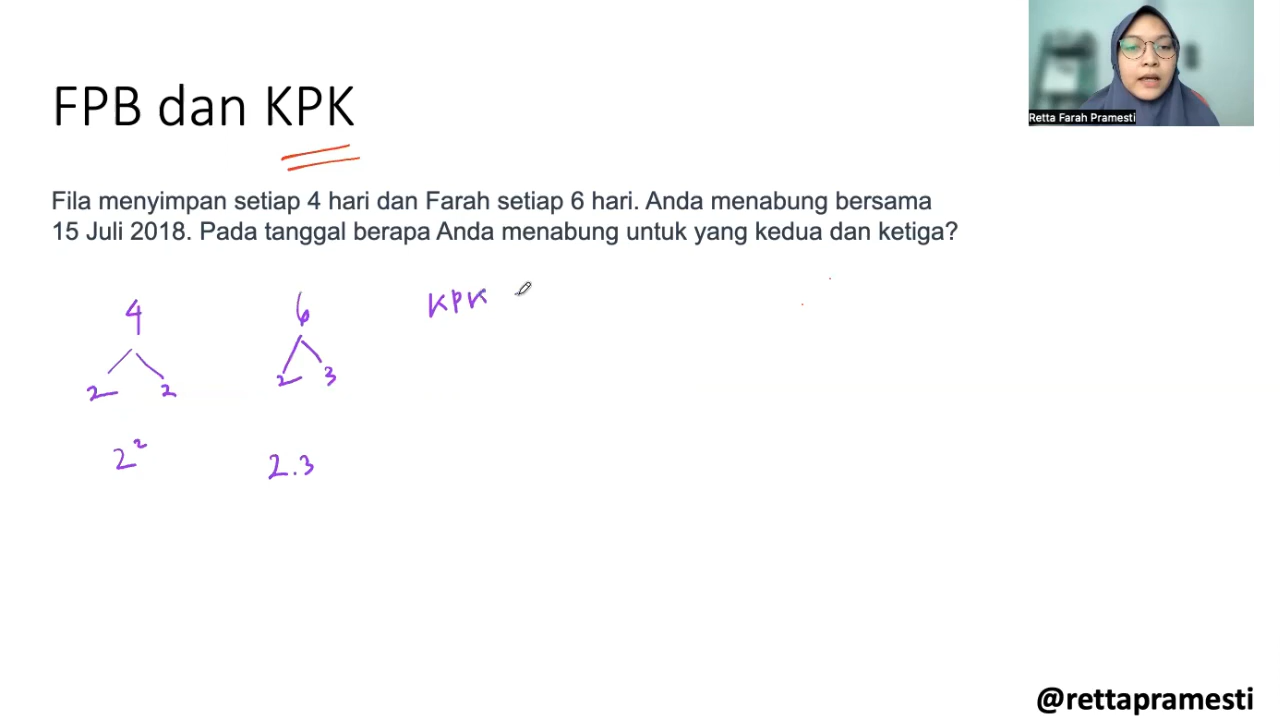 FPB dan KPK
Retta Farah Pramesti
Fila menyimpan setiap 4 hari dan Farah setiap 6 hari. Anda menabung bersama
15 Juli 2018. Pada tanggal berapa Anda menabung untuk yang kedua dan ketiga?
4 6 KPK
2 2 2 3
2² 2.3
@rettapramesti